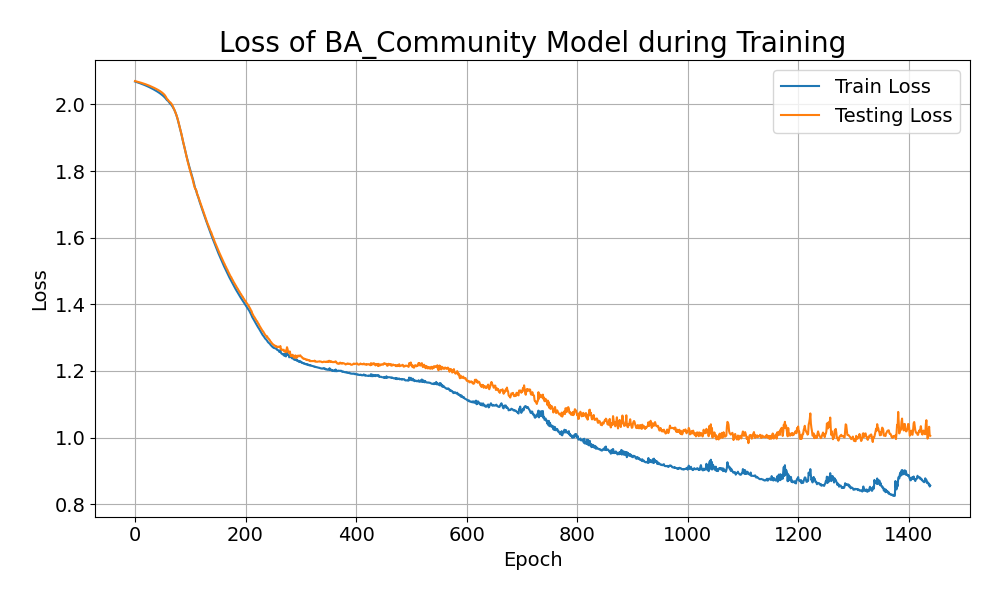 Loss of BA_Community Model during Training
Train Loss
Testing Loss
2.0
1.8
1.6
1.4
1.2
1.0
0.8
Loss
0 200 400 600 800 1000 1200 1400
Epoch